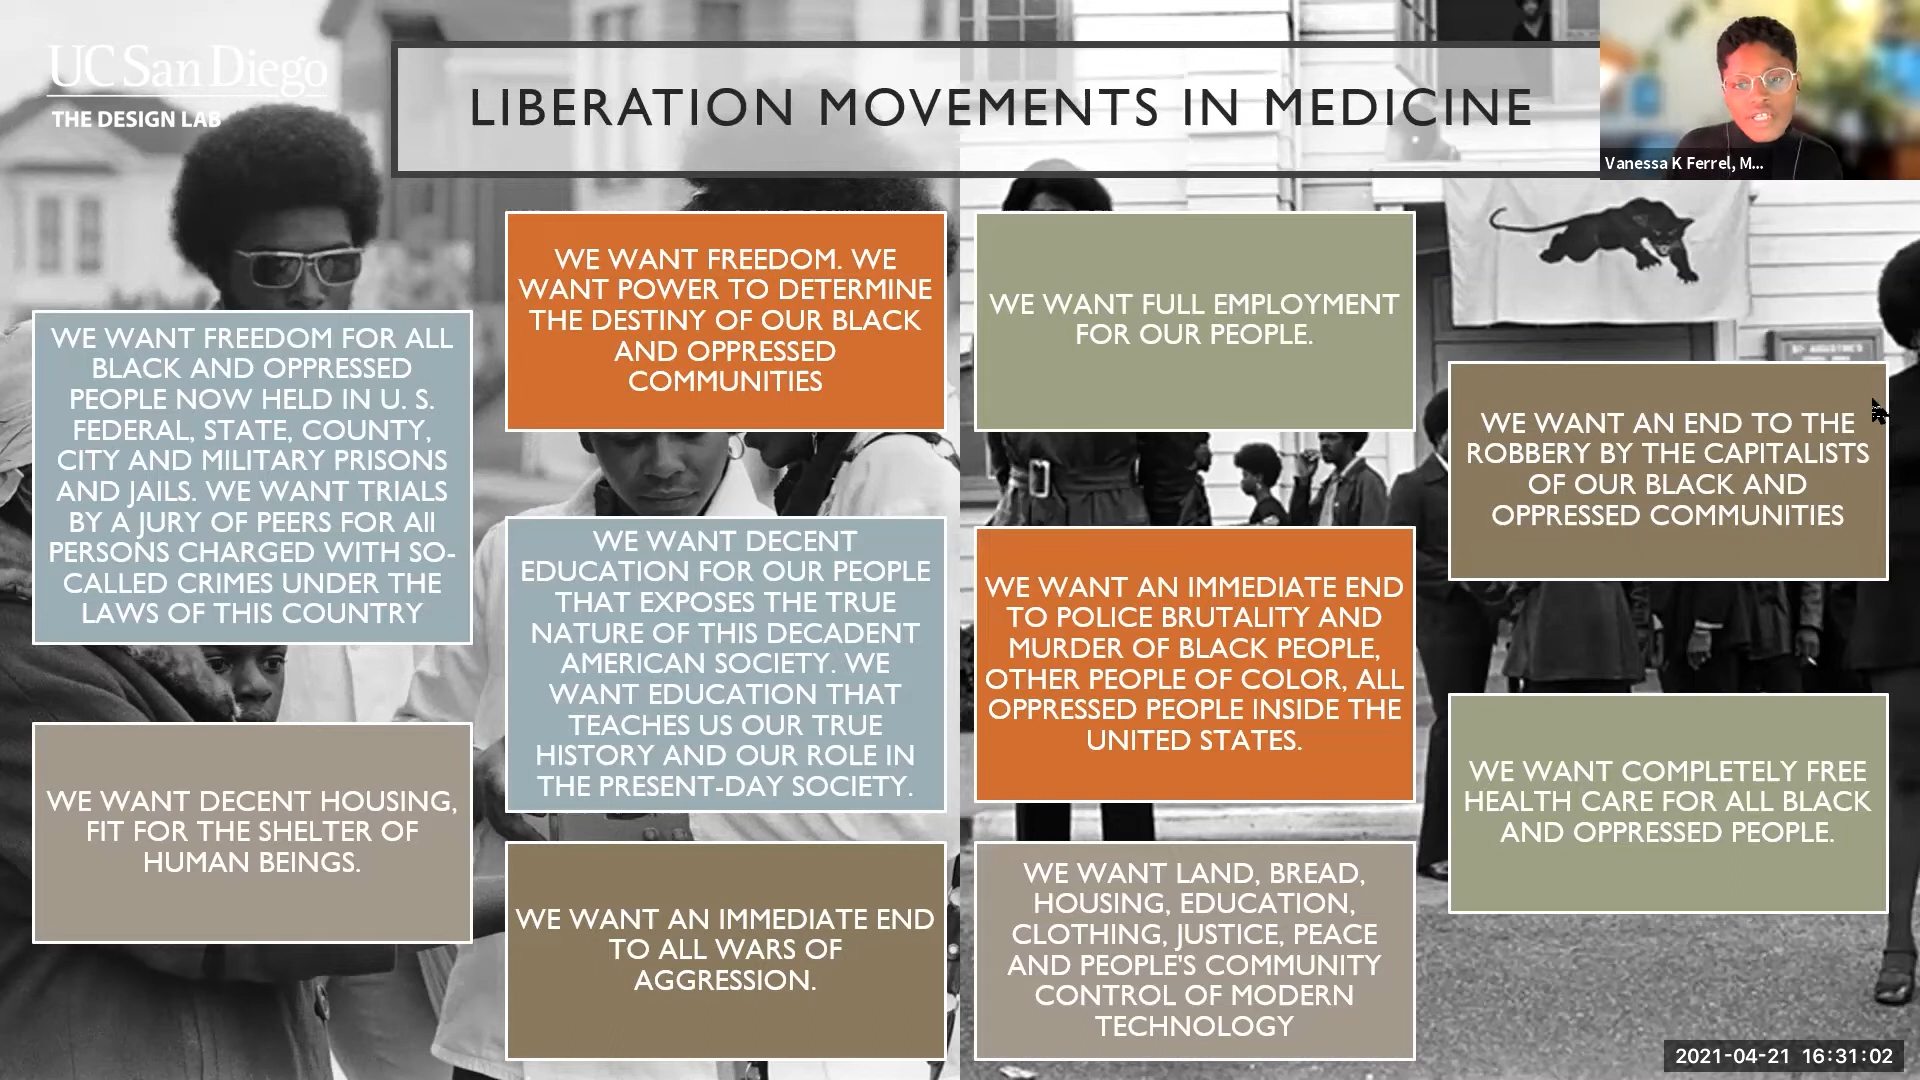 UC San Diego
THE DESIGN LAB
LIBERATION MOVEMENTS IN MEDICINE
Vanessa K Ferrel, M...
WE WANT FREEDOM FOR ALL
BLACK AND OPPRESSED
PEOPLE NOW HELD IN U. S.
FEDERAL, STATE, COUNTY,
CITY AND MILITARY PRISONS
AND JAILS. WE WANT TRIALS
BY A JURY OF PEERS FOR All
PERSONS CHARGED WITH SO-
CALLED CRIMES UNDER THE
LAWS OF THIS COUNTRY
WE WANT DECENT HOUSING,
FIT FOR THE SHELTER OF
HUMAN BEINGS.
WE WANT FREEDOM. WE
WANT POWER TO DETERMINE
THE DESTINY OF OUR BLACK
AND OPPRESSED
COMMUNITIES
WE WANT DECENT
EDUCATION FOR OUR PEOPLE
THAT EXPOSES THE TRUE
NATURE OF THIS DECADENT
AMERICAN SOCIETY. WE
WANT EDUCATION THAT
TEACHES US OUR TRUE
HISTORY AND OUR ROLE IN
THE PRESENT-DAY SOCIETY.
WE WANT AN IMMEDIATE END
TO ALL WARS OF
AGGRESSION.
WE WANT FULL EMPLOYMENT
FOR OUR PEOPLE.
WE WANT AN IMMEDIATE END
TO POLICE BRUTALITY AND
MURDER OF BLACK PEOPLE,
OTHER PEOPLE OF COLOR, ALL
OPPRESSED PEOPLE INSIDE THE
UNITED STATES.
WE WANT LAND, BREAD,
HOUSING, EDUCATION,
CLOTHING, JUSTICE, PEACE
AND PEOPLE'S COMMUNITY
CONTROL OF MODERN
TECHNOLOGY
WE WANT AN END TO THE
ROBBERY BY THE CAPITALISTS
OF OUR BLACK AND
OPPRESSED COMMUNITIES
WE WANT COMPLETELY FREE
HEALTH CARE FOR ALL BLACK
AND OPPRESSED PEOPLE.
2021-04-21 16:31:02